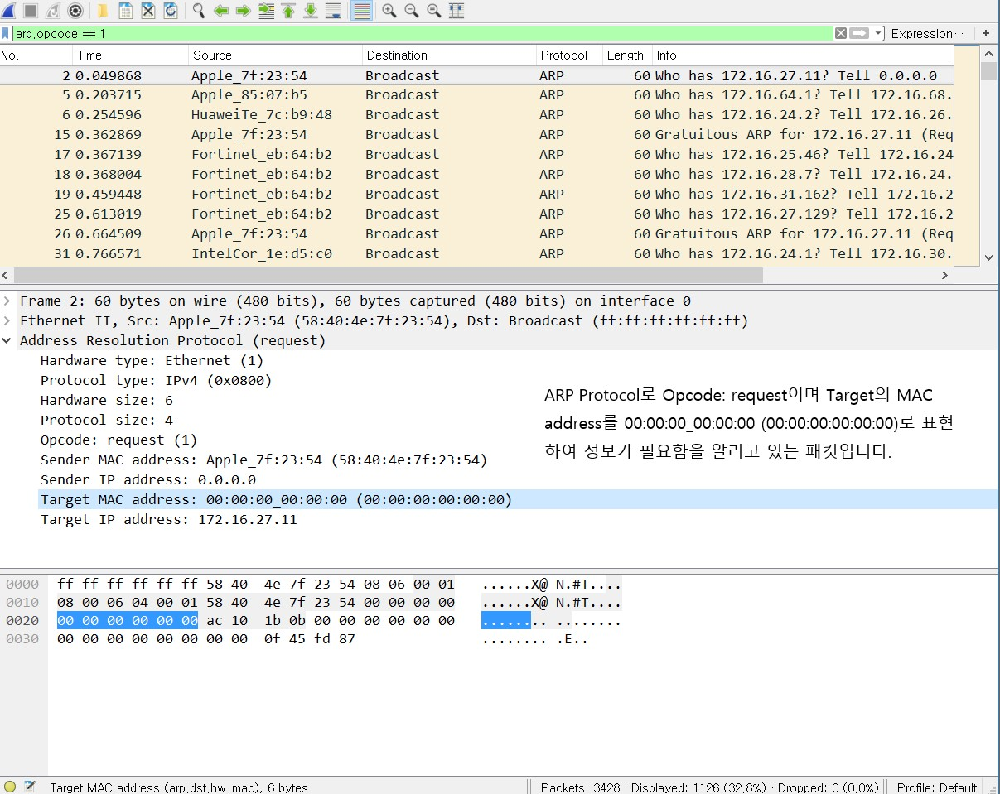 arp.opcode == 1
Expression…
+
No. Time Source Destination Protocol Length Info
2 0.049868 Apple_7f:23:54 Broadcast ARP 60 Who has 172.16.27.11? Tell 0.0.0.0
5 0.203715 Apple_85:07:b5 Broadcast ARP 60 Who has 172.16.64.1? Tell 172.16.68.
6 0.254596 HuaweiTe_7c:b9:48 Broadcast ARP 60 Who has 172.16.24.2? Tell 172.16.26.
15 0.362869 Apple_7f:23:54 Broadcast ARP 60 Gratuitous ARP for 172.16.27.11 (Req
17 0.367139 Fortinet_eb:64:b2 Broadcast ARP 60 Who has 172.16.25.46? Tell 172.16.24
18 0.368004 Fortinet_eb:64:b2 Broadcast ARP 60 Who has 172.16.28.7? Tell 172.16.24.
19 0.459448 Fortinet_eb:64:b2 Broadcast ARP 60 Who has 172.16.31.162? Tell 172.16.2
25 0.613019 Fortinet_eb:64:b2 Broadcast ARP 60 Who has 172.16.27.129? Tell 172.16.2
26 0.664509 Apple_7f:23:54 Broadcast ARP 60 Gratuitous ARP for 172.16.27.11 (Req
31 0.766571 IntelCor_1e:d5:c0 Broadcast ARP 60 Who has 172.16.24.1? Tell 172.16.30.
Frame 2: 60 bytes on wire (480 bits), 60 bytes captured (480 bits) on interface 0
Ethernet II, Src: Apple_7f:23:54 (58:40:4e:7f:23:54), Dst: Broadcast (ff:ff:ff:ff:ff:ff)
Address Resolution Protocol (request)
Hardware type: Ethernet (1)
Protocol type: IPv4 (0x0800)
Hardware size: 6
Protocol size: 4
Opcode: request (1)
Sender MAC address: Apple_7f:23:54 (58:40:4e:7f:23:54)
Sender IP address: 0.0.0.0
Target MAC address: 00:00:00_00:00:00 (00:00:00:00:00:00)
Target IP address: 172.16.27.11
ARP Protocol로 Opcode: request이며 Target의 MAC
address를 00:00:00_00:00:00 (00:00:00:00:00:00)로 표현
하여 정보가 필요함을 알리고 있는 패킷입니다.
0000 ff ff ff ff ff ff 58 40 4e 7f 23 54 08 06 00 01 ......X@ N.#T....
0010 08 00 06 04 00 01 58 40 4e 7f 23 54 00 00 00 00 ......X@ N.#T....
0020 00 00 00 00 00 00 ac 10 1b 0b 00 00 00 00 00 00 ........ ........
0030 00 00 00 00 00 00 00 00 0f 45 fd 87 ........ .E..
Target MAC address (arp.dst.hw_mac), 6 bytes
Packets: 3428 · Displayed: 1126 (32.8%) · Dropped: 0 (0.0%)
Profile: Default